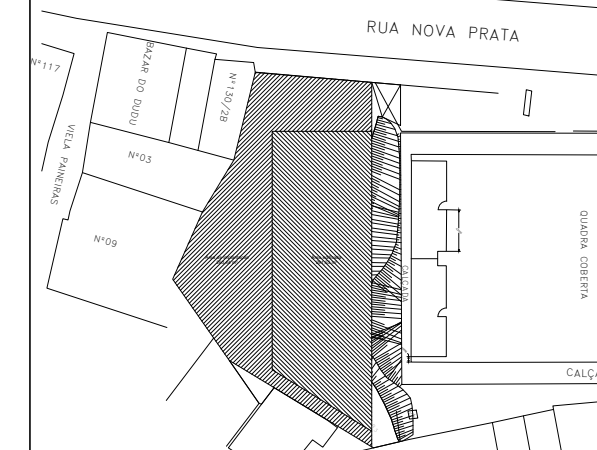 RUA NOVA PRATA
Nº117
BAZAR DO DUDU
Nº130/2B
VIELA PAINEIRAS
Nº03
Nº09
CALÇADA
QUADRA COBERTA
CALÇA